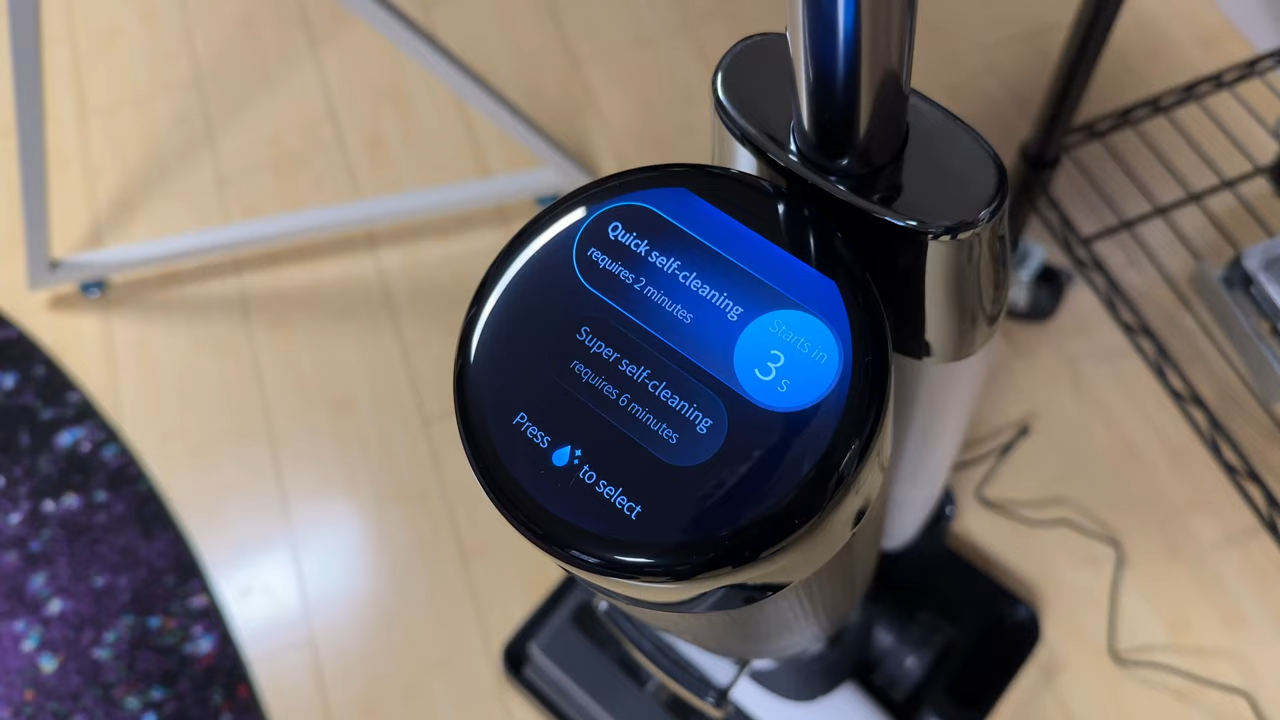 Quick self-cleaning
requires 2 minutes
Starts in
3 s
Super self-cleaning
requires 6 minutes
Press to select